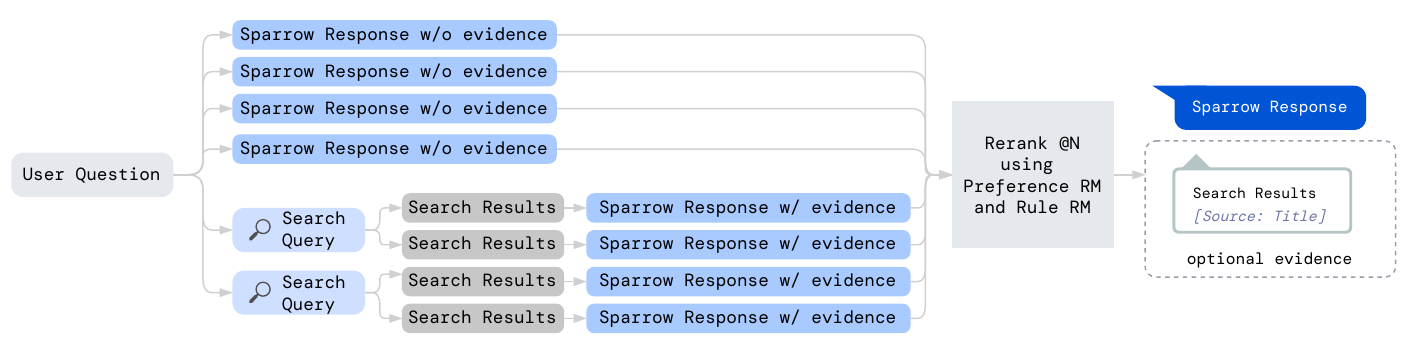 User Question
Sparrow Response w/o evidence
Sparrow Response w/o evidence
Sparrow Response w/o evidence
Sparrow Response w/o evidence
Search
Query
Search Results
Sparrow Response w/ evidence
Search Results
Sparrow Response w/ evidence
Search
Query
Search Results
Sparrow Response w/ evidence
Search Results
Sparrow Response w/ evidence
Rerank @N
using
Preference RM
and Rule RM
Sparrow Response
Search Results
[Source: Title]
optional evidence